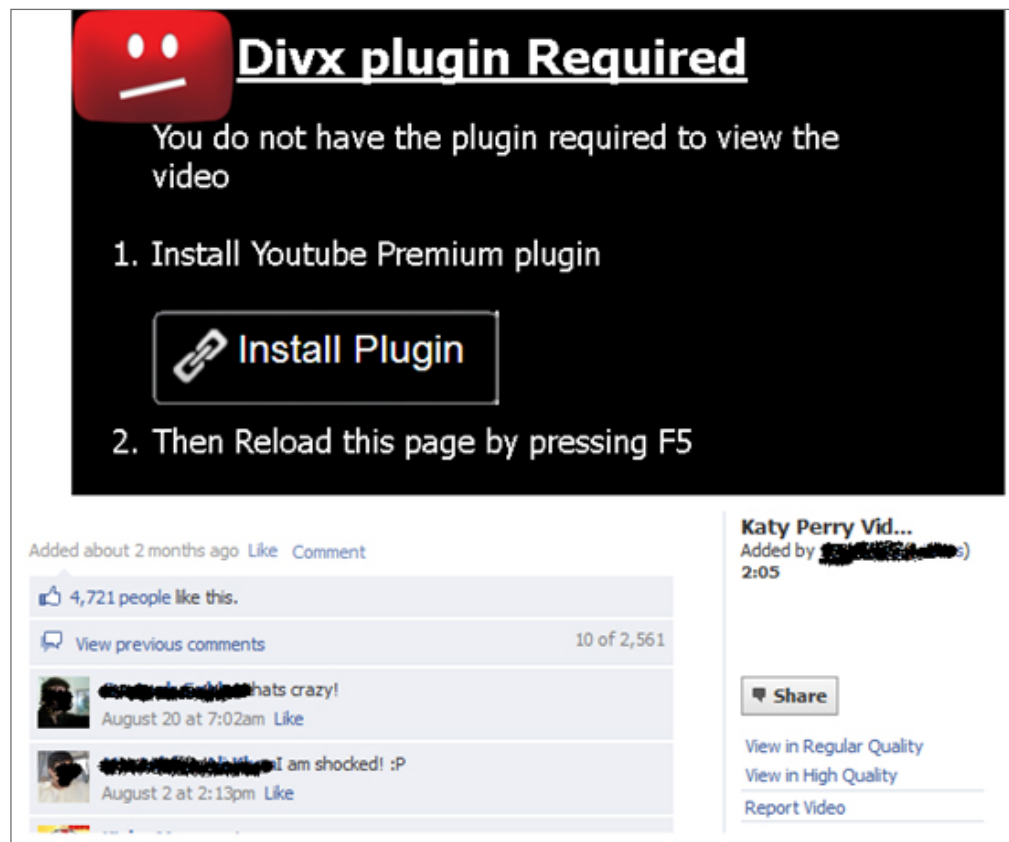 Divx plugin Required
You do not have the plugin required to view the
video
1. Install Youtube Premium plugin
Install Plugin
2. Then Reload this page by pressing F5
Added about 2 months ago Like Comment
4,721 people like this.
View previous comments 10 of 2,561
hats crazy!
August 20 at 7:02am Like
I am shocked! :P
August 2 at 2:13pm Like
Katy Perry Vid...
Added by s)
2:05
Share
View in Regular Quality
View in High Quality
Report Video